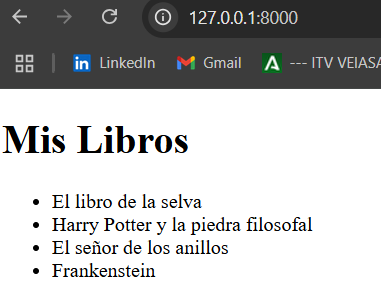 127.0.0.1:8000
LinkedIn Gmail --- ITV VEIASA
Mis Libros
El libro de la selva
Harry Potter y la piedra filosofal
El señor de los anillos
Frankenstein